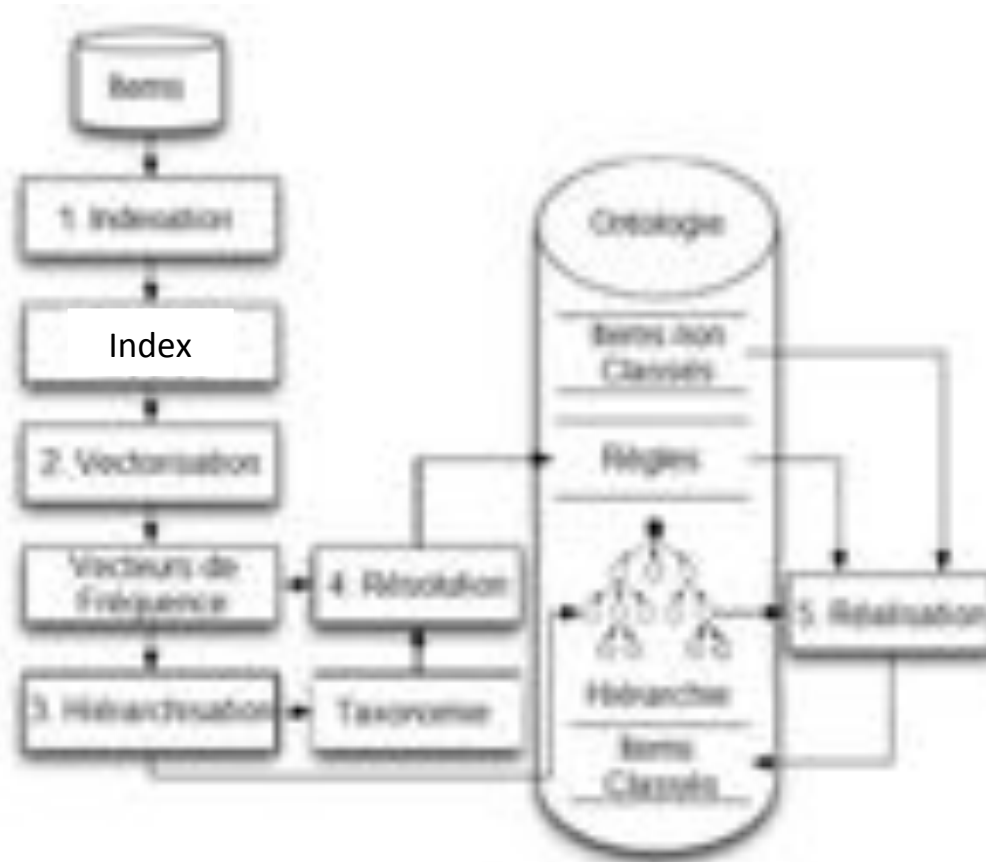 Items
1. Indexation
Index
2. Vectorisation
Vecteurs de
Fréquence
3. Hiérarchisation
4. Résolution
Taxonomie
Ontologie
Items non
Classés
Règles
Hiérarchie
Items
Classés
5. Réalisation